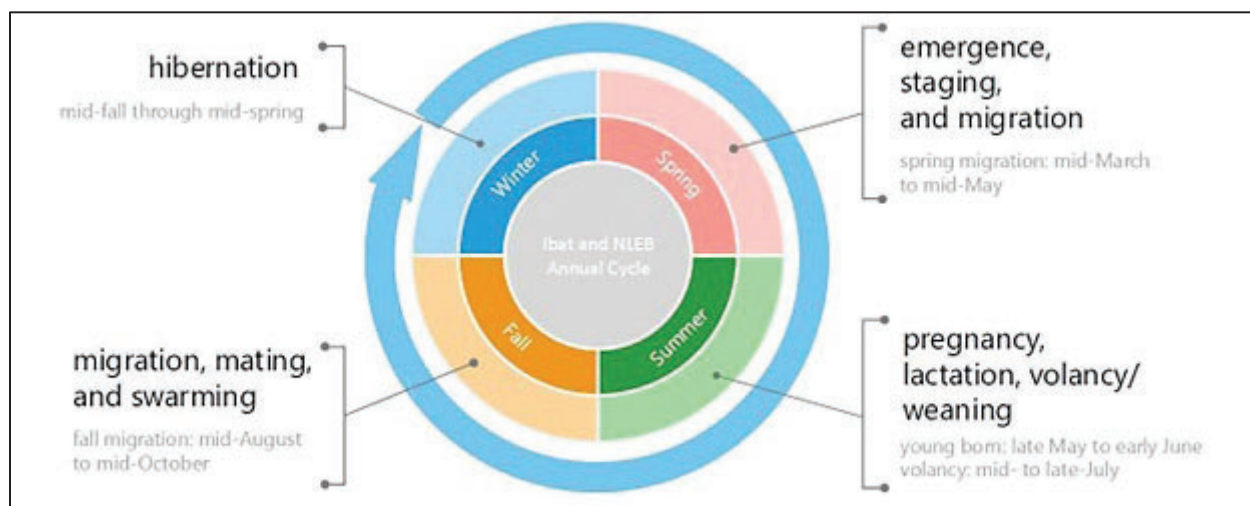 hibernation
mid-fall through mid-spring
emergence,
staging,
and migration
spring migration: mid-March
to mid-May
Winter
Spring
Ibat and NLEB
Annual Cycle
Fall
Summer
migration, mating,
and swarming
fall migration: mid-August
to mid-October
pregnancy,
lactation, volancy/
weaning
young born: late May to early June
volancy: mid- to late-July